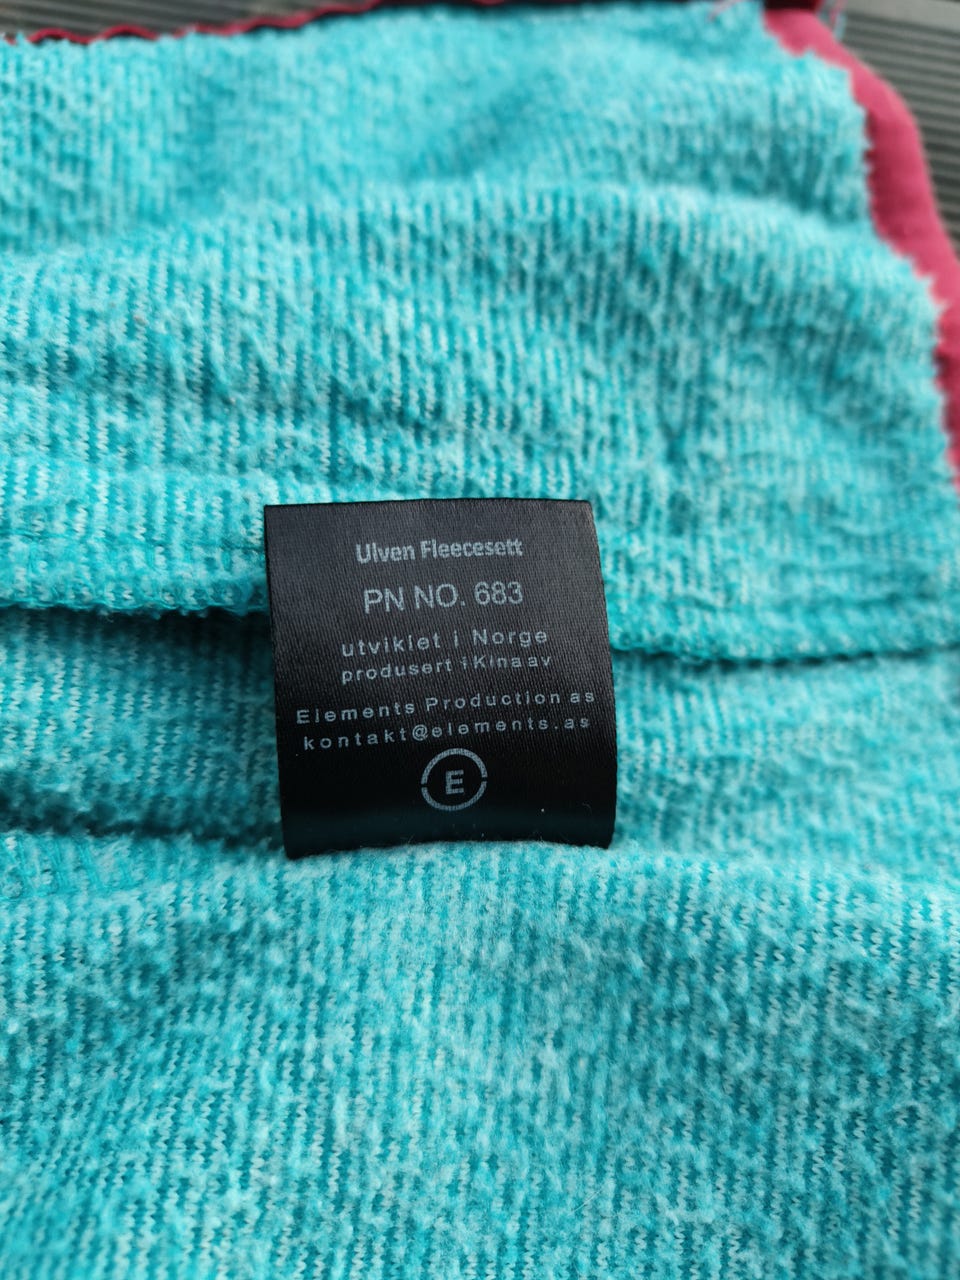 Ulven Fleecesett
PN NO. 683
utviklet i Norge
produsert i Kina av
Elements Production as
kontakt@elements.as
E